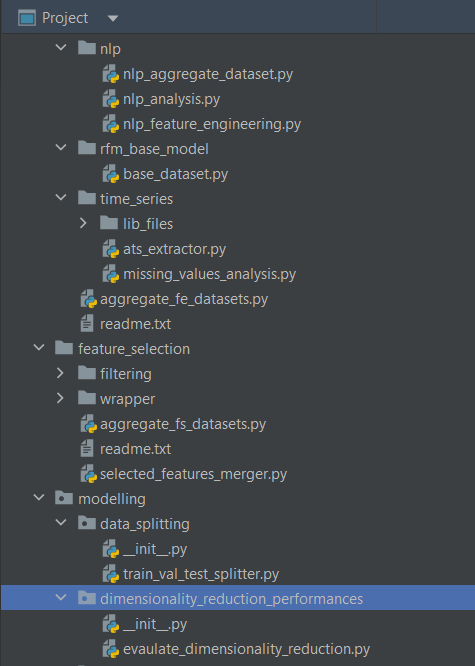 Project
nlp
nlp_aggregate_dataset.py
nlp_analysis.py
nlp_feature_engineering.py
rfm_base_model
base_dataset.py
time_series
lib_files
ats_extractor.py
missing_values_analysis.py
aggregate_fe_datasets.py
readme.txt
feature_selection
filtering
wrapper
aggregate_fs_datasets.py
readme.txt
selected_features_merger.py
modelling
data_splitting
__init__.py
train_val_test_splitter.py
dimensionality_reduction_performances
__init__.py
evaulate_dimensionality_reduction.py